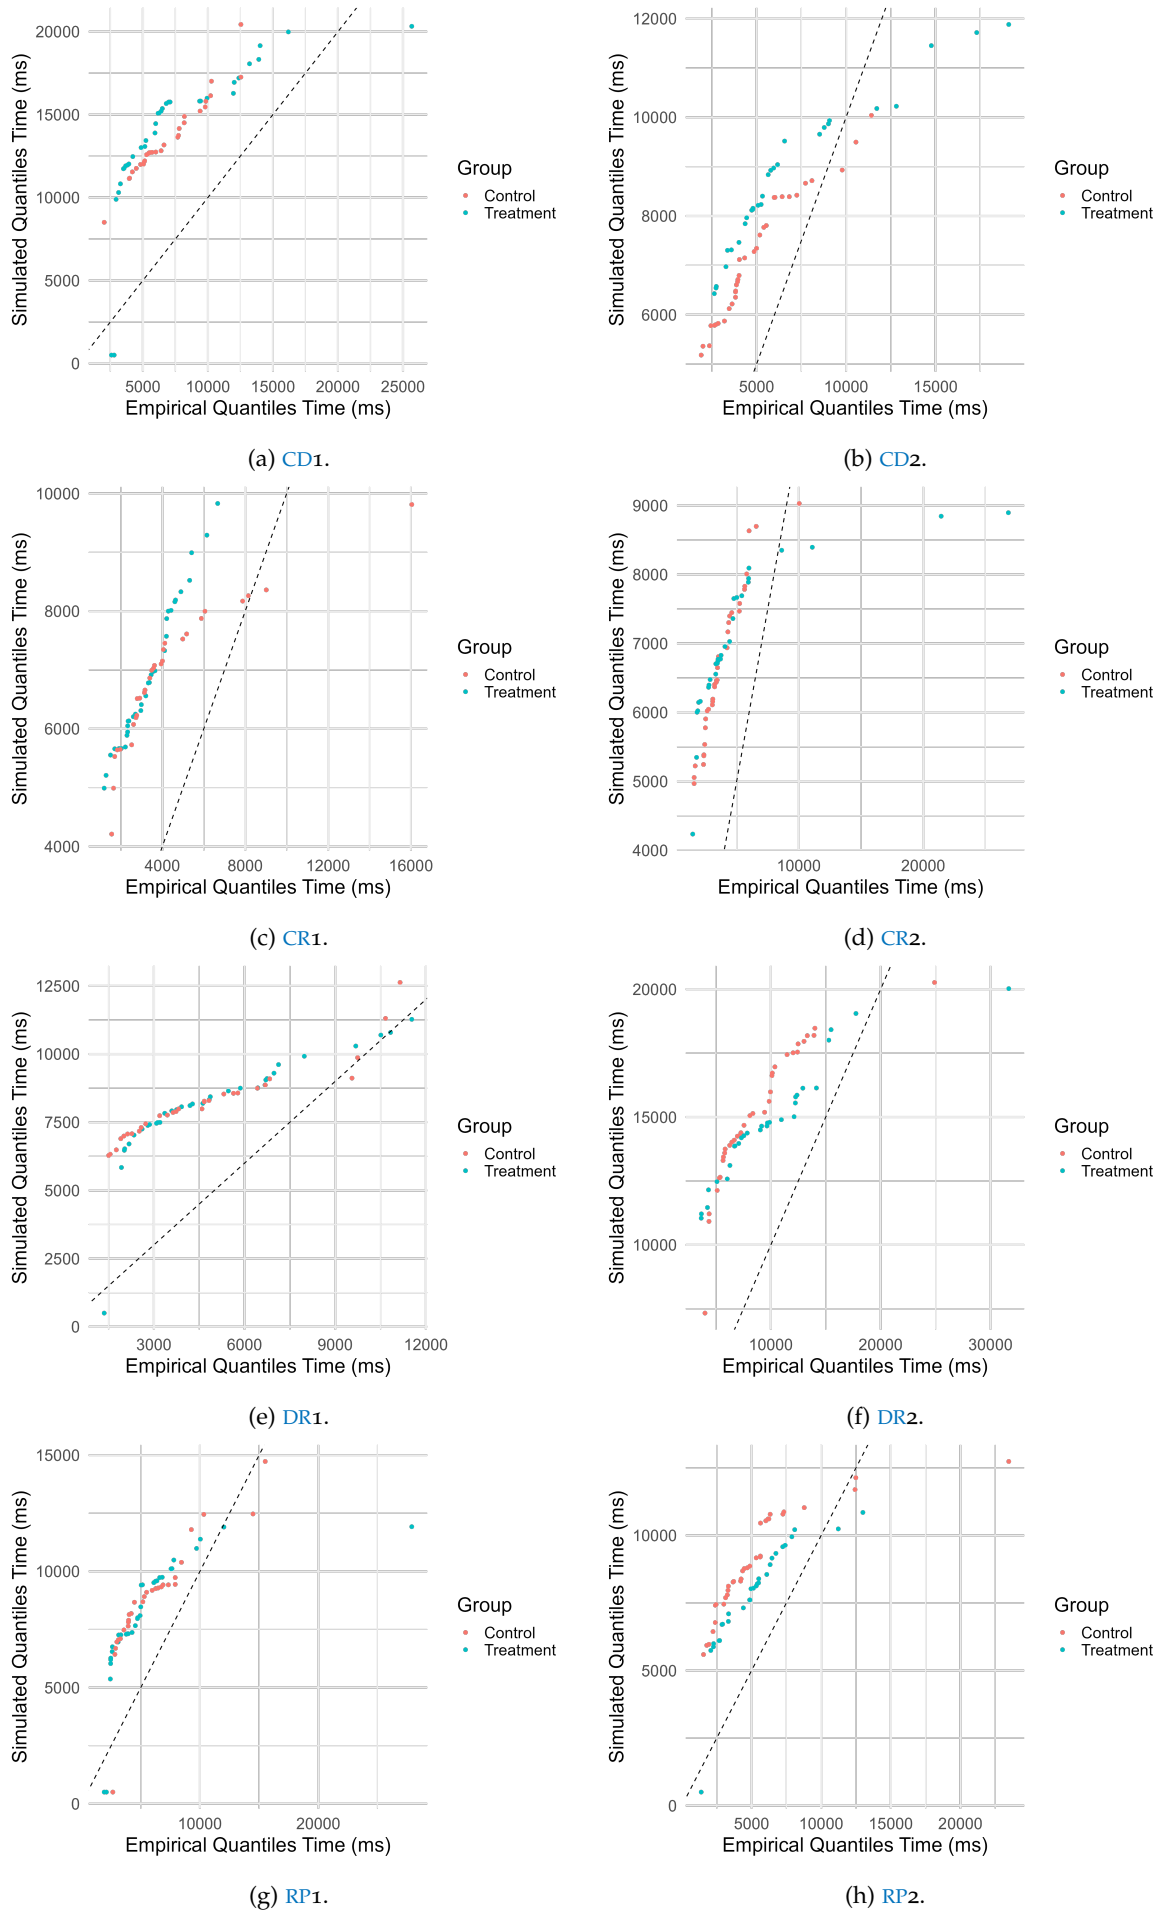 20000
15000
10000
5000
0
Simulated Quantiles Time (ms)
5000 10000 15000 20000 25000
Empirical Quantiles Time (ms)
Group
Control
Treatment
(a) CD1.
12000
10000
8000
6000
Simulated Quantiles Time (ms)
5000 10000 15000
Empirical Quantiles Time (ms)
Group
Control
Treatment
(b) CD2.
10000
8000
6000
4000
Simulated Quantiles Time (ms)
4000 8000 12000 16000
Empirical Quantiles Time (ms)
Group
Control
Treatment
(c) CR1.
9000
8000
7000
6000
5000
4000
Simulated Quantiles Time (ms)
10000 20000
Empirical Quantiles Time (ms)
Group
Control
Treatment
(d) CR2.
12500
10000
7500
5000
2500
0
Simulated Quantiles Time (ms)
3000 6000 9000 12000
Empirical Quantiles Time (ms)
Group
Control
Treatment
(e) DR1.
20000
15000
10000
Simulated Quantiles Time (ms)
10000 20000 30000
Empirical Quantiles Time (ms)
Group
Control
Treatment
(f) DR2.
15000
10000
5000
0
Simulated Quantiles Time (ms)
10000 20000
Empirical Quantiles Time (ms)
Group
Control
Treatment
(g) RP1.
10000
5000
0
Simulated Quantiles Time (ms)
5000 10000 15000 20000
Empirical Quantiles Time (ms)
Group
Control
Treatment
(h) RP2.